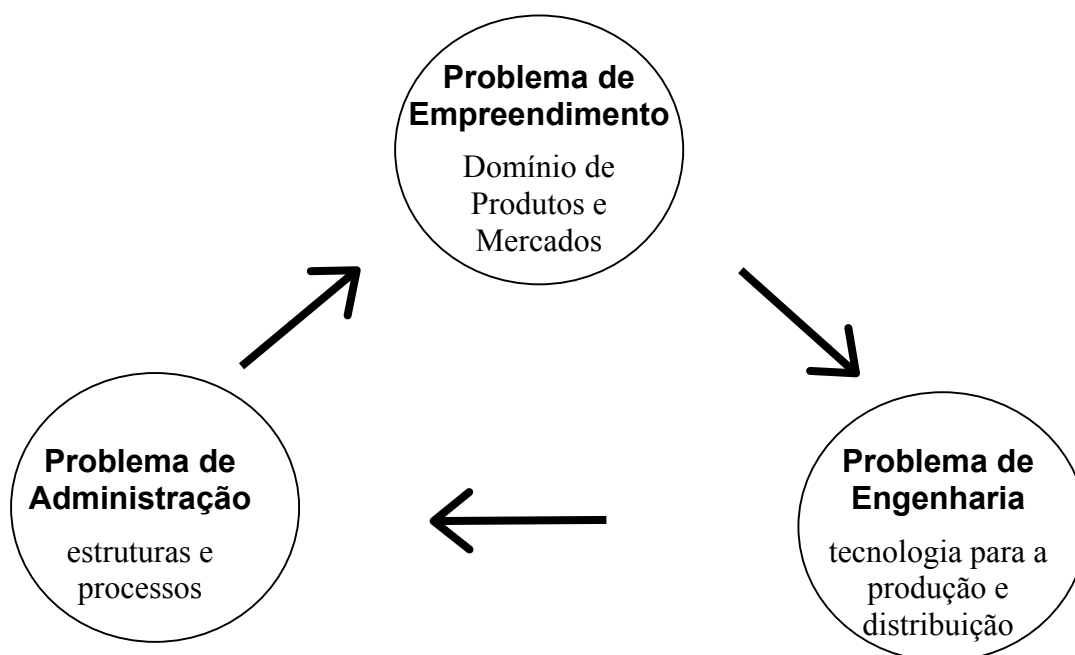 Problema de
Empreendimento
Domínio de
Produtos e
Mercados
Problema de
Administração
estruturas e
processos
Problema de
Engenharia
tecnologia para a
produção e
distribuição